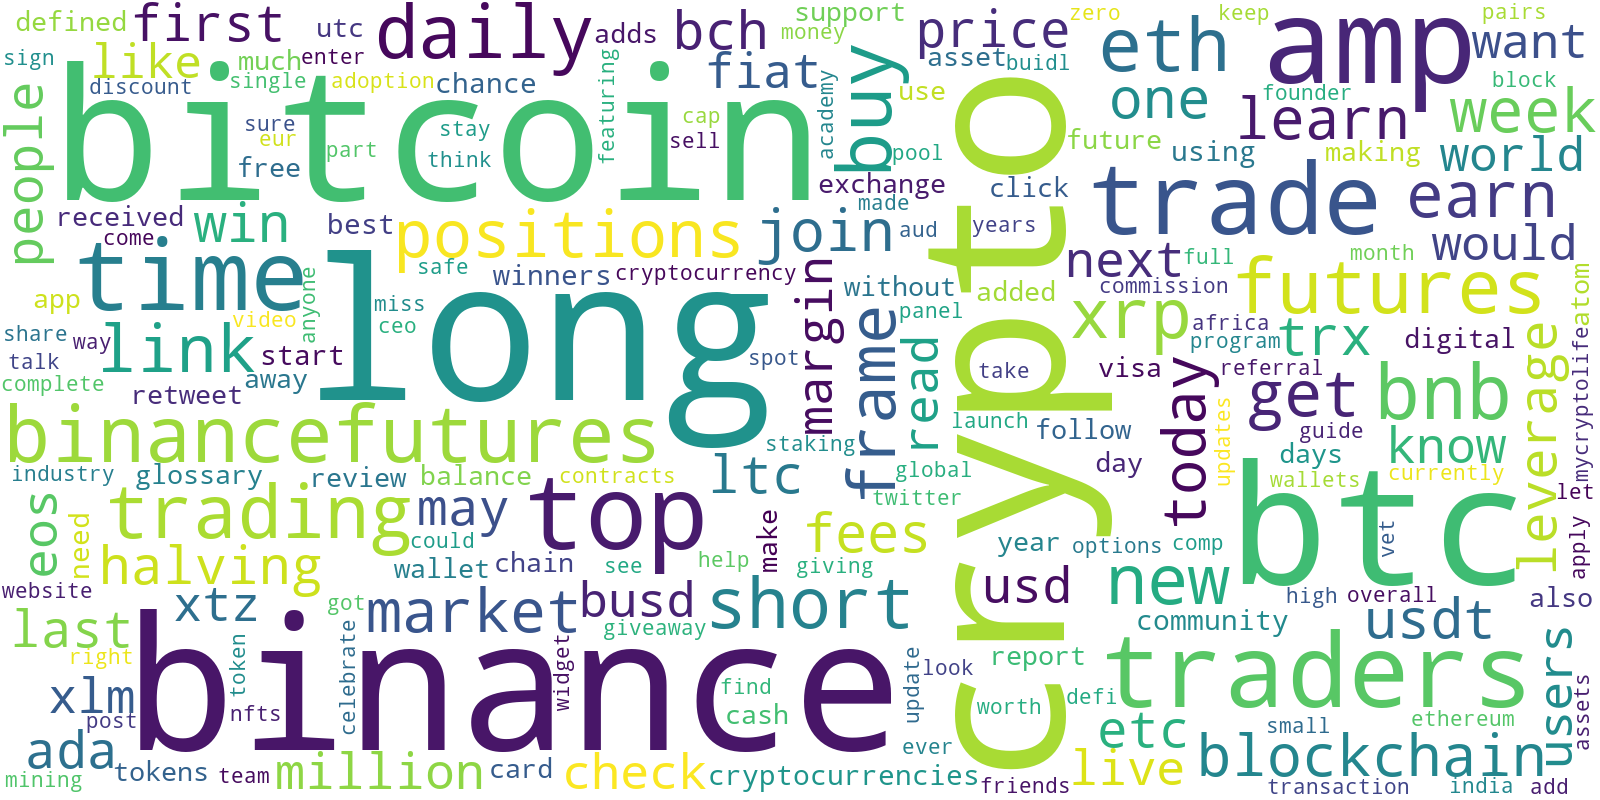 defined
first
utc
daily
adds
bch
support
money
price
zero
keep
pairs
sign
like
much
enter
single
adoption
chance
discount
featuring
fiat
buy
asset
buidl
eth
amp
want
block
people
bitcoin
sure
eur
free
part
stay
think
cap
sell
academy
use
pool
one
founder
learn
week
future
using
making
world
received
come
win
best
positions
join
exchange
made
aud
click
years
crypto
trade
earn
would
time
safe
winners
cryptocurrency
margin
without
next
full
month
commission
futures
atom
app
anyone
miss
ceo
long
frame
panel
added
xrp
africa
program
trx
digital
share
way
video
link
start
talk
complete
retweet
away
spot
read
take
visa
referral
get
bnb
leverage
mycryptolife
binancefutures
staking
launch
follow
today
updates
guide
know
industry
glossary
review
balance
contracts
ltc
global
twitter
day
days
wallets
currently
let
eos
need
trading
may
top
make
fees
year
options
comp
btc
vet
apply
halving
could
wallet
chain
see
help
giving
website
xtz
got
market
busd
short
usd
new
high
overall
also
last
giveaway
community
usdt
right
token
celebrate
binance
widget
update
look
report
traders
users
xlm
post
nfts
find
cash
worth
defi
etc
small
ethereum
assets
ada
ever
blockchain
mining
tokens
team
million
card
check
cryptocurrencies
friends
live
transaction
india
add